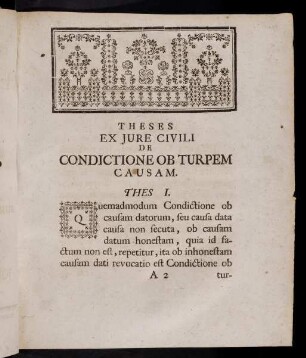 THESES
EX JURE CIVILI
DE
CONDICTIONE OB TURPEM
CAUSAM.
THES I.
Quemadmodum Condictione ob
causam datorum, seu causa data
causa non secuta, ob causam
datum honestam, quia id fa-
ctum non est, repetitur, ita ob inhonestam
causam dati revocatio est Condictione ob
A 2 tur-